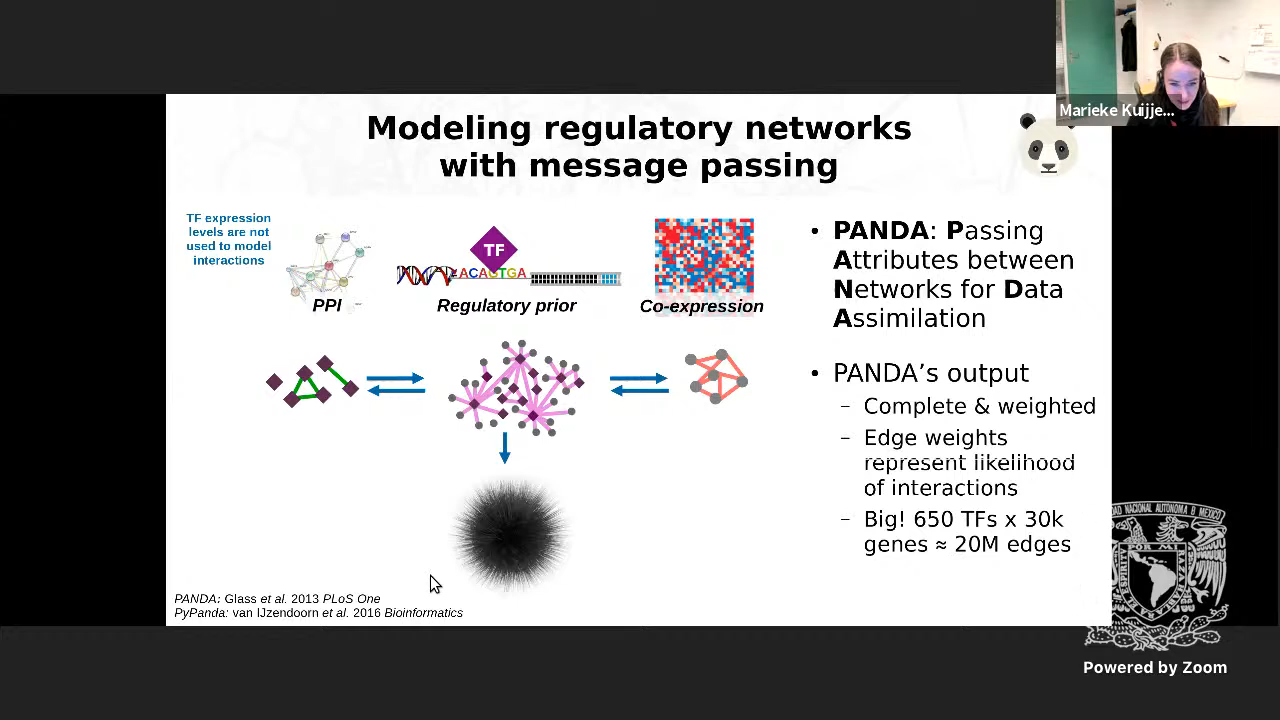 Marieke Kuijje...
Modeling regulatory networks
with message passing
TF expression
levels are not
used to model
interactions
TF
CACAGTGA
PPI
Regulatory prior
Co-expression
• PANDA: Passing
Attributes between
Networks for Data
Assimilation
• PANDA's output
– Complete & weighted
– Edge weights
represent likelihood
of interactions
– Big! 650 TFs x 30k
genes ≈ 20M edges
PANDA: Glass et al. 2013 PLoS One
PyPanda: van IJzendoorn et al. 2016 Bioinformatics
POR MI
Powered by Zoom